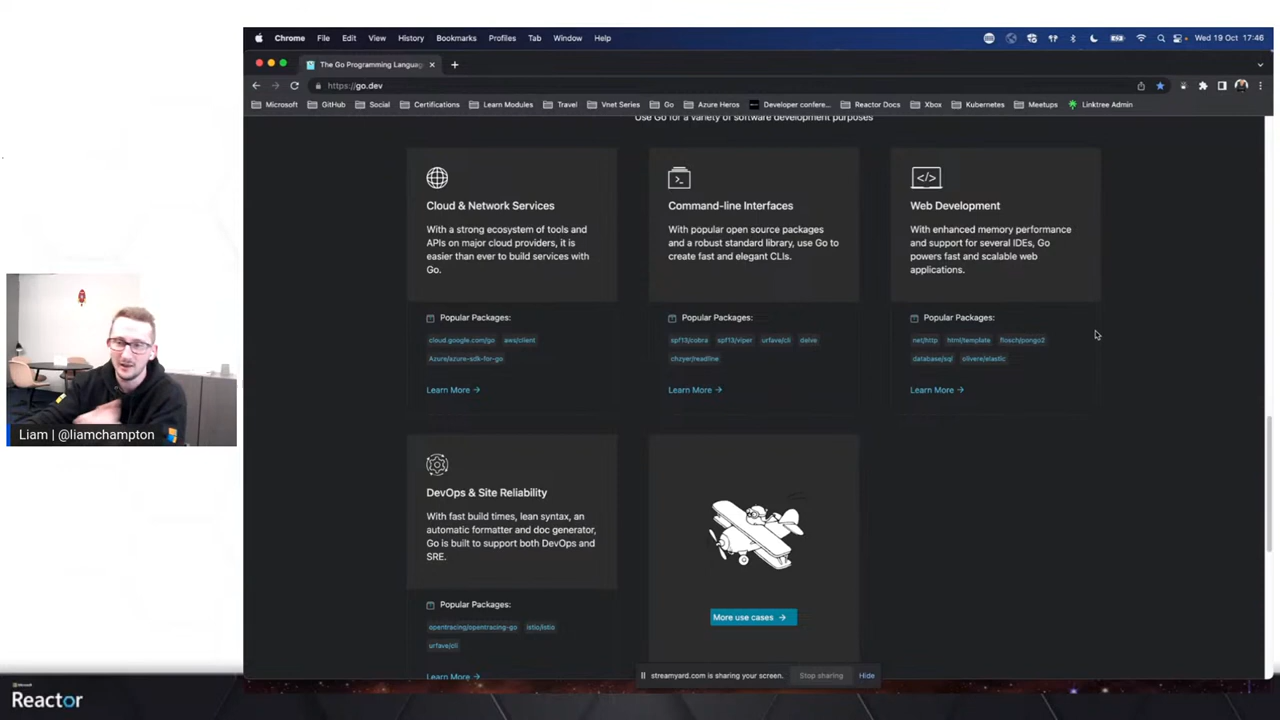 Chrome File Edit View History Bookmarks Profiles Tab Window Help
Wed 19 Oct 17:46
The Go Programming Languag
https://go.dev
Microsoft GitHub Social Certifications Learn Modules Travel Vnet Series Go Azure Heros Developer confere... Reactor Docs Xbox Kubernetes Meetups Linktree Admin
Use Go for a variety of software development purposes
Cloud & Network Services
With a strong ecosystem of tools and
APIs on major cloud providers, it is
easier than ever to build services with
Go.
Popular Packages:
cloud.google.com/go aws/client
Azure/azure-sdk-for-go
Learn More →
Command-line Interfaces
With popular open source packages
and a robust standard library, use Go to
create fast and elegant CLIs.
Popular Packages:
spf13/cobra spf13/viper urfave/cli delve
chzyer/readline
Learn More →
</> Web Development
With enhanced memory performance
and support for several IDEs, Go
powers fast and scalable web
applications.
Popular Packages:
net/http html/template flosch/pongo2
database/sql olivere/elastic
Learn More →
DevOps & Site Reliability
With fast build times, lean syntax, an
automatic formatter and doc generator,
Go is built to support both DevOps and
SRE.
Popular Packages:
opentracing/opentracing-go istio/istio
urfave/cli
Learn More →
More use cases →
streamyard.com is sharing your screen. Stop sharing Hide
Liam | @liamchampton
Microsoft
Reactor